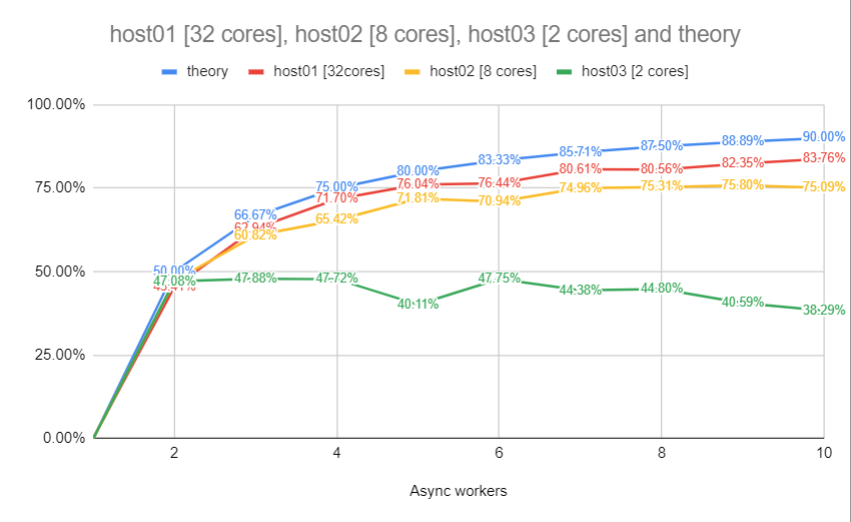 host01 [32 cores], host02 [8 cores], host03 [2 cores] and theory
theory host01 [32cores] host02 [8 cores] host03 [2 cores]
100.00%
75.00%
50.00%
25.00%
0.00%
50.00% 66.67% 75.00% 80.00% 83.33% 85.71% 87.50% 88.89% 90.00%
71.70% 76.04% 76.44% 80.61% 80.56% 82.35% 83.76%
60.82% 65.42% 71.81% 70.94% 74.96% 75.31% 75.80% 75.09%
47.08% 47.88% 47.72% 40.11% 47.75% 44.38% 44.80% 40.59% 38.29%
2 4 6 8 10
Async workers